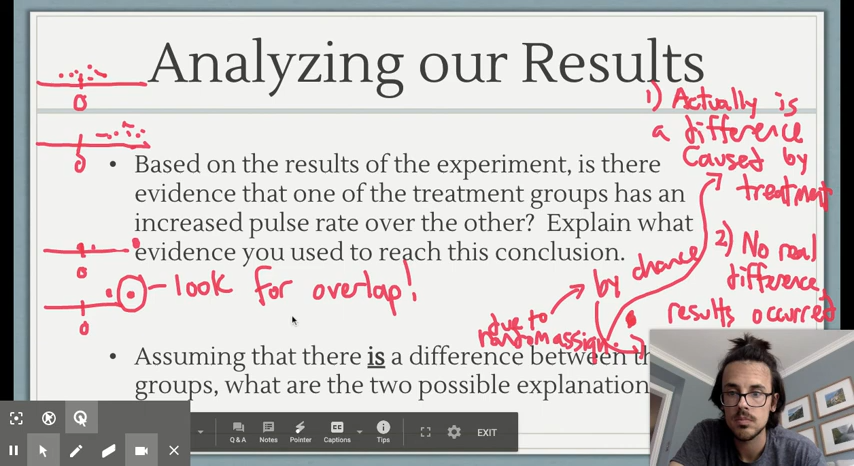 Analyzing our Results
1) Actually is
a difference
Caused by
treatment
0
0
• Based on the results of the experiment, is there
evidence that one of the treatment groups has an
increased pulse rate over the other? Explain what
evidence you used to reach this conclusion.
2) No real
difference,
results occurred
by chance
due to
random assign.
0
look for overlap!
0
• Assuming that there is a difference between th
groups, what are the two possible explanation
Q & A
Notes
Pointer
Captions
Tips
EXIT